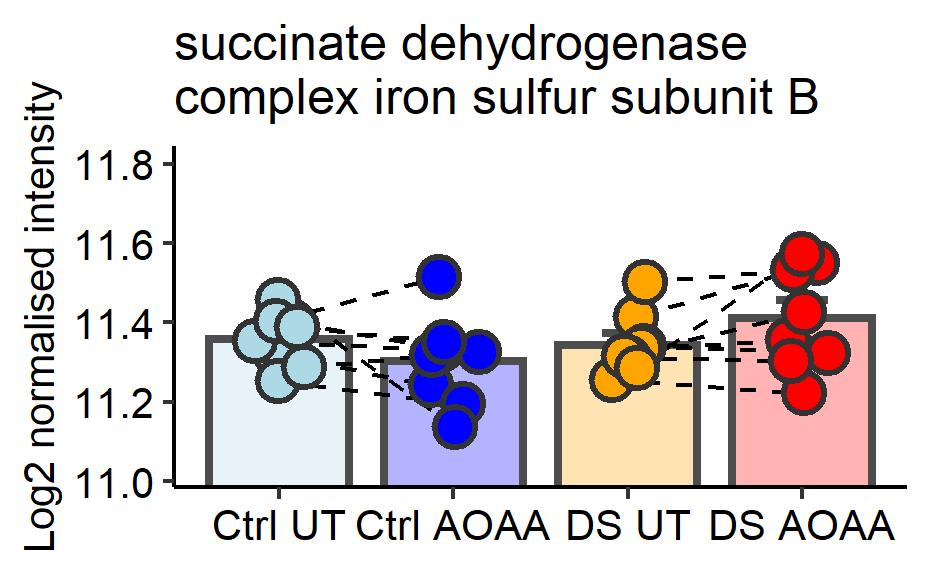 succinate dehydrogenase
complex iron sulfur subunit B
Log2 normalised intensity
11.8
11.6
11.4
11.2
11.0
Ctrl UT Ctrl AOAA DS UT DS AOAA